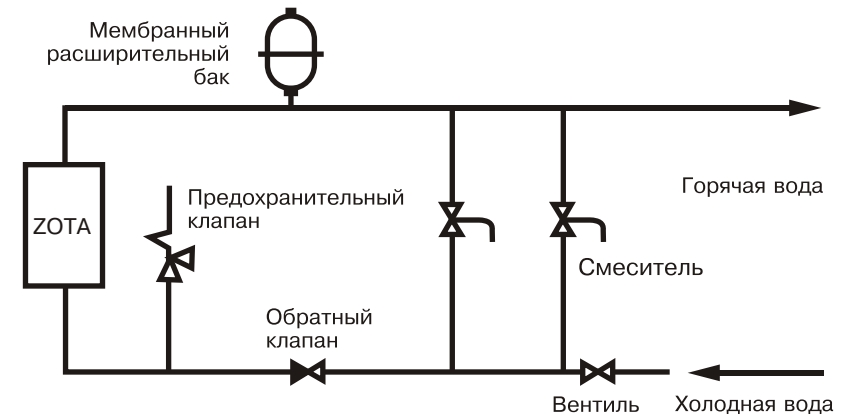 Мембранный
расширительный
бак
Горячая вода
Предохранительный
клапан
ZOTA
Смеситель
Обратный
клапан
Вентиль
Холодная вода